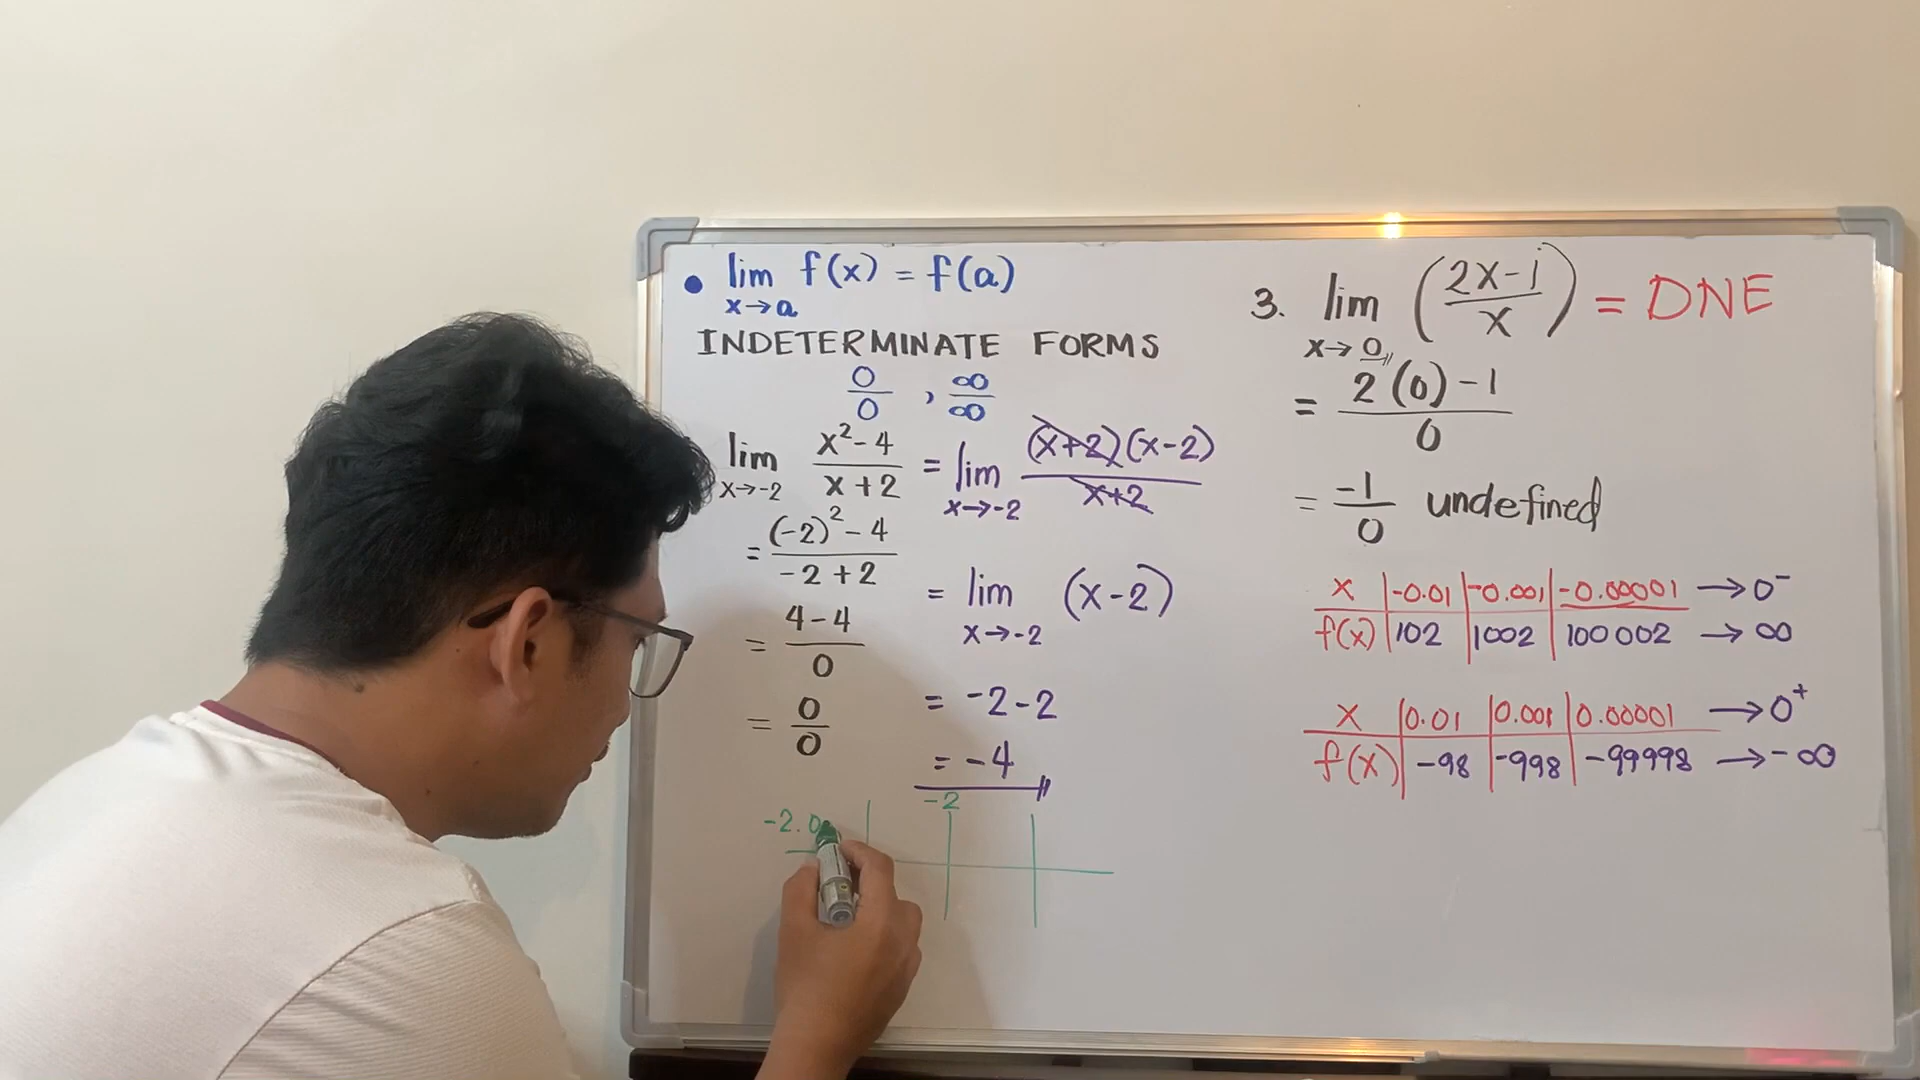 • lim f(x) = f(a)
x→a
INDETERMINATE FORMS
0/0 , ∞/∞
lim x→-2 (x²-4)/(x+2) = lim x→-2 (x+2)(x-2)/(x+2)
= ((-2)²-4)/(-2+2)
= lim x→-2 (x-2)
= (4-4)/0
= -2-2
= 0/0
= -4
-2
-2.0
3. lim x→0 ((2x-1)/x) = DNE
= (2(0)-1)/0
= -1/0 undefined
x | -0.01 | -0.001 | -0.00001 → 0⁻
f(x) | 102 | 1002 | 100002 → ∞
x | 0.01 | 0.001 | 0.00001 → 0⁺
f(x) | -98 | -998 | -99998 → -∞